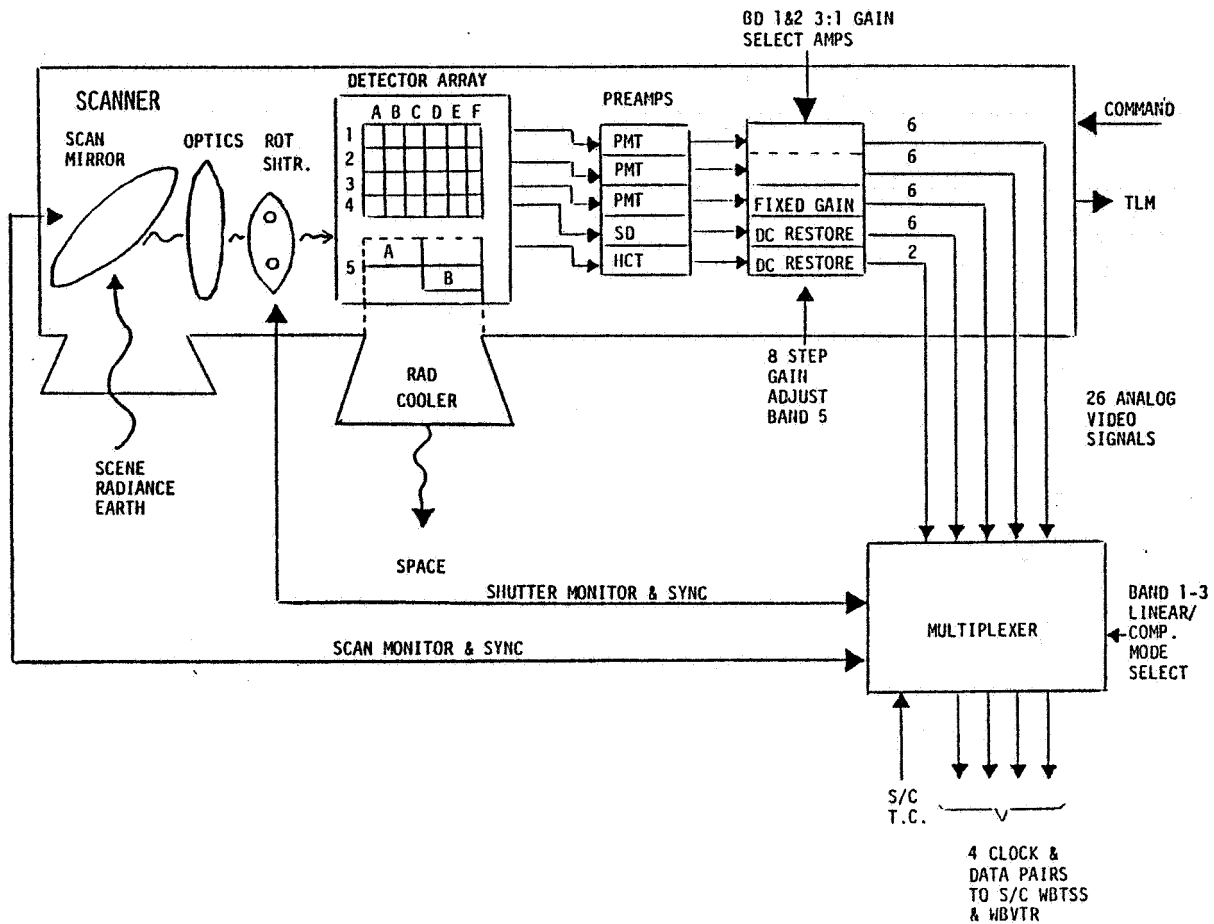 BD 1&2 3:1 GAIN
SELECT AMPS
SCANNER
SCAN
MIRROR
OPTICS
ROT
SHTR.
DETECTOR ARRAY
A B C D E F
1
2
3
4
5
A
B
PREAMPS
PMT
PMT
PMT
SD
HCT
FIXED GAIN
DC RESTORE
DC RESTORE
6
6
6
6
2
COMMAND
TLM
RAD
COOLER
8 STEP
GAIN
ADJUST
BAND 5
26 ANALOG
VIDEO
SIGNALS
SCENE
RADIANCE
EARTH
SPACE
SHUTTER MONITOR & SYNC
SCAN MONITOR & SYNC
MULTIPLEXER
BAND 1-3
LINEAR/
COMP.
MODE
SELECT
S/C
T.C.
4 CLOCK &
DATA PAIRS
TO S/C WBTSS
& WBVTR